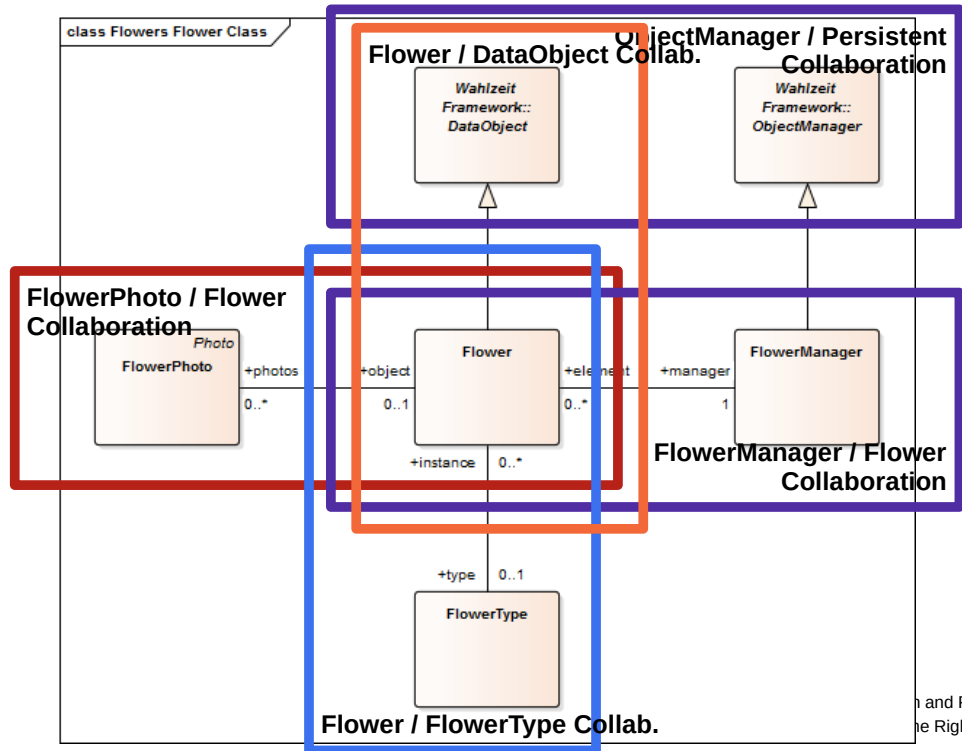 class Flowers Flower Class
ObjectManager / Persistent
Collaboration
Flower / DataObject Collab.
Wahlzeit
Framework::
DataObject
Wahlzeit
Framework::
ObjectManager
FlowerPhoto / Flower
Collaboration
Photo
FlowerPhoto
+photos
0..*
+object
0..1
Flower
+element
0..*
+manager
1
FlowerManager
+instance 0..*
FlowerManager / Flower
Collaboration
+type 0..1
FlowerType
Flower / FlowerType Collab.
and
Righ